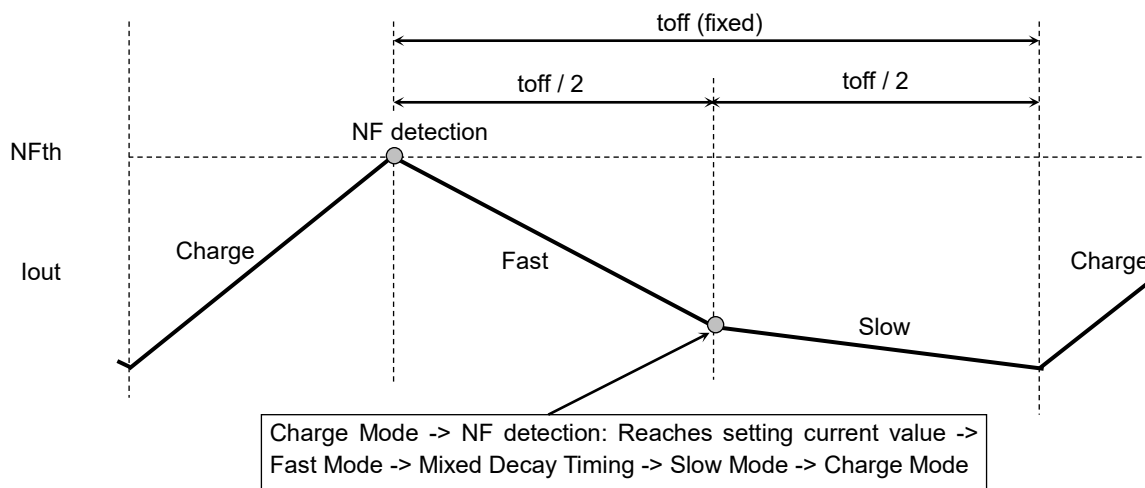 toff (fixed)
toff / 2
toff / 2
NF detection
NFth
Charge
Iout
Fast
Charge
Slow
Charge Mode -> NF detection: Reaches setting current value ->
Fast Mode -> Mixed Decay Timing -> Slow Mode -> Charge Mode